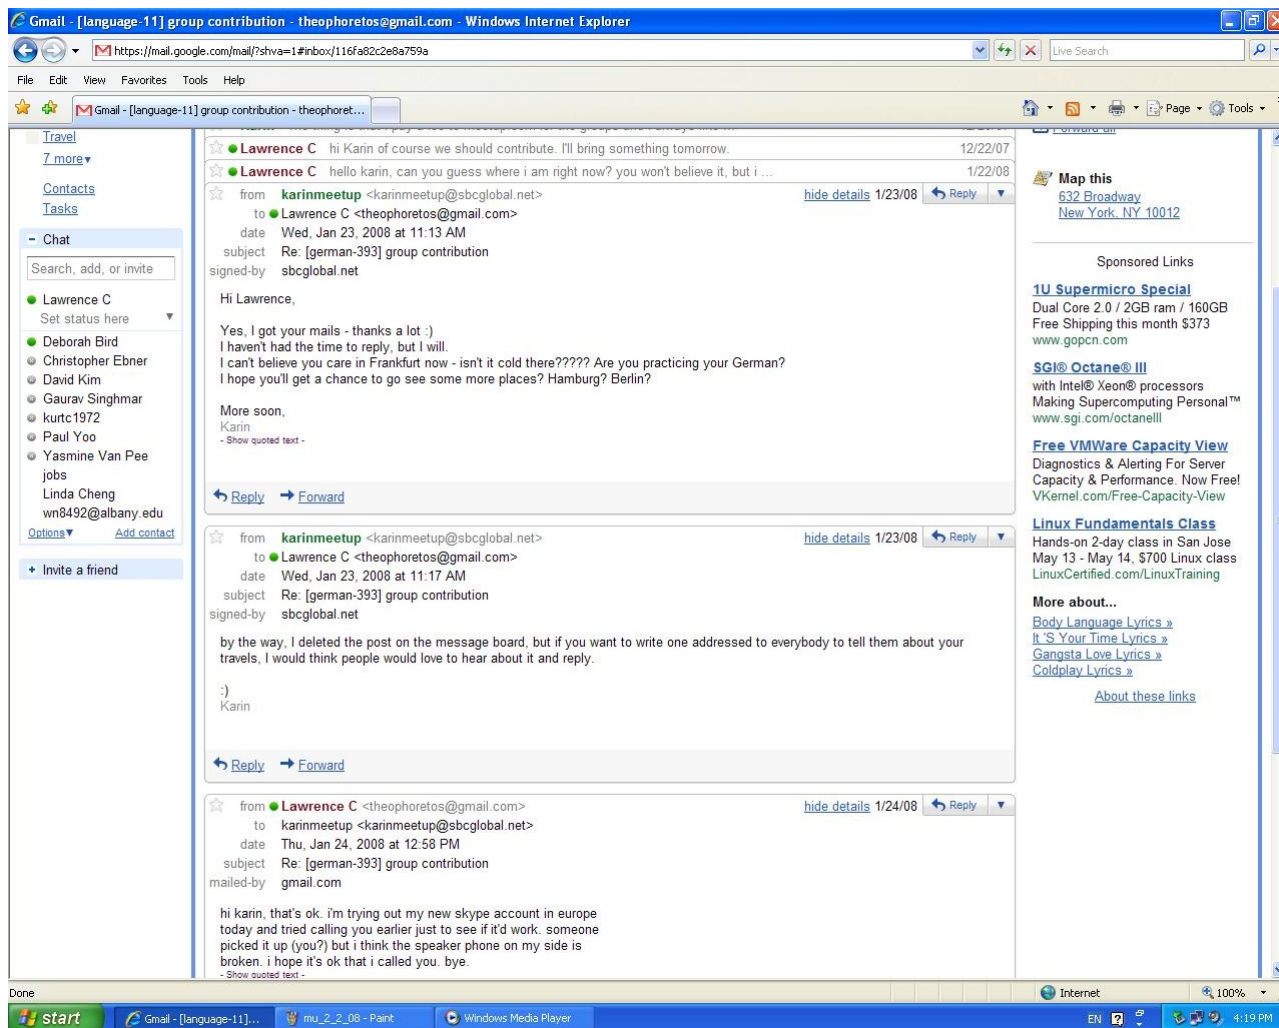 Gmail - [language-11] group contribution - theophoretos@gmail.com - Windows Internet Explorer
https://mail.google.com/mail/?shva=1#inbox/116fa82c2e8a759a
Live Search
File Edit View Favorites Tools Help
Gmail - [language-11] group contribution - theophoret...
Page Tools
Travel
7 more▾
Contacts
Tasks
– Chat
Search, add, or invite
Lawrence C
Set status here
Deborah Bird
Christopher Ebner
David Kim
Gaurav Singhmar
kurtc1972
Paul Yoo
Yasmine Van Pee
jobs
Linda Cheng
wn8492@albany.edu
Options▾ Add contact
+ Invite a friend
Lawrence C hi Karin of course we should contribute. I'll bring something tomorrow. 12/22/07
Lawrence C hello karin, can you guess where i am right now? you won't believe it, but i ... 1/22/08
from karinmeetup <karinmeetup@sbcglobal.net> hide details 1/23/08 Reply
to Lawrence C <theophoretos@gmail.com>
date Wed, Jan 23, 2008 at 11:13 AM
subject Re: [german-393] group contribution
signed-by sbcglobal.net
Hi Lawrence,
Yes, I got your mails - thanks a lot :)
I haven't had the time to reply, but I will.
I can't believe you care in Frankfurt now - isn't it cold there????? Are you practicing your German?
I hope you'll get a chance to go see some more places? Hamburg? Berlin?
More soon,
Karin
- Show quoted text -
Reply Forward
from karinmeetup <karinmeetup@sbcglobal.net> hide details 1/23/08 Reply
to Lawrence C <theophoretos@gmail.com>
date Wed, Jan 23, 2008 at 11:17 AM
subject Re: [german-393] group contribution
signed-by sbcglobal.net
by the way, I deleted the post on the message board, but if you want to write one addressed to everybody to tell them about your
travels, I would think people would love to hear about it and reply.
:)
Karin
Reply Forward
from Lawrence C <theophoretos@gmail.com> hide details 1/24/08 Reply
to karinmeetup <karinmeetup@sbcglobal.net>
date Thu, Jan 24, 2008 at 12:58 PM
subject Re: [german-393] group contribution
mailed-by gmail.com
hi karin, that's ok. i'm trying out my new skype account in europe
today and tried calling you earlier just to see if it'd work. someone
picked it up (you?) but i think the speaker phone on my side is
broken. i hope it's ok that i called you. bye.
- Show quoted text -
Forward all
Map this
632 Broadway
New York, NY 10012
Sponsored Links
1U Supermicro Special
Dual Core 2.0 / 2GB ram / 160GB
Free Shipping this month $373
www.gopcn.com
SGI® Octane® III
with Intel® Xeon® processors
Making Supercomputing Personal™
www.sgi.com/octaneIII
Free VMWare Capacity View
Diagnostics & Alerting For Server
Capacity & Performance. Now Free!
VKernel.com/Free-Capacity-View
Linux Fundamentals Class
Hands-on 2-day class in San Jose
May 13 - May 14, $700 Linux class
LinuxCertified.com/LinuxTraining
More about...
Body Language Lyrics »
It 'S Your Time Lyrics »
Gangsta Love Lyrics »
Coldplay Lyrics »
About these links
Done Internet 100%
start Gmail - [language-11]... mu_2_2_08 - Paint Windows Media Player EN 4:19 PM